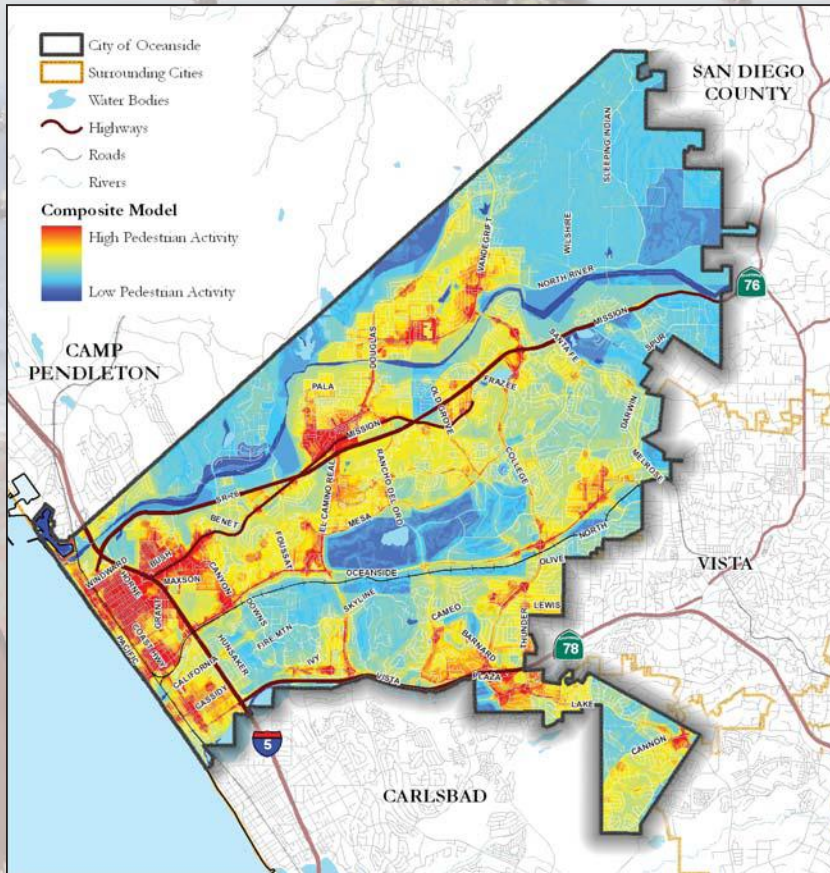 City of Oceanside
Surrounding Cities
Water Bodies
Highways
Roads
Rivers
Composite Model
High Pedestrian Activity
Low Pedestrian Activity
SAN DIEGO
COUNTY
SLEEPING INDIAN
VANDEGRIFT
WILSHIRE
NORTH RIVER
76
MISSION
SANTA FE
SPUR
CAMP
PENDLETON
DOUGLAS
PALA
OLD GROVE
FRAZEE
MISSION
DARWIN
COLLEGE
MELROSE
EL CAMINO REAL
RANCHO DEL ORO
SR-76
BENET
MESA
FOUSSAT
NORTH
OLIVE
VISTA
WINDWARD
BUSH
HORNE
MAXSON
CANYON
OCEANSIDE
GRANT
SKYLINE
LEWIS
CAMEO
DOWNS
FIRE MTN
THUNDER
78
COAST HWY
PACIFIC
HUNSAKER
BARNARD
CALIFORNIA
IVY
CASSIDY
VISTA
PLAZA
LAKE
5
CANNON
CARLSBAD